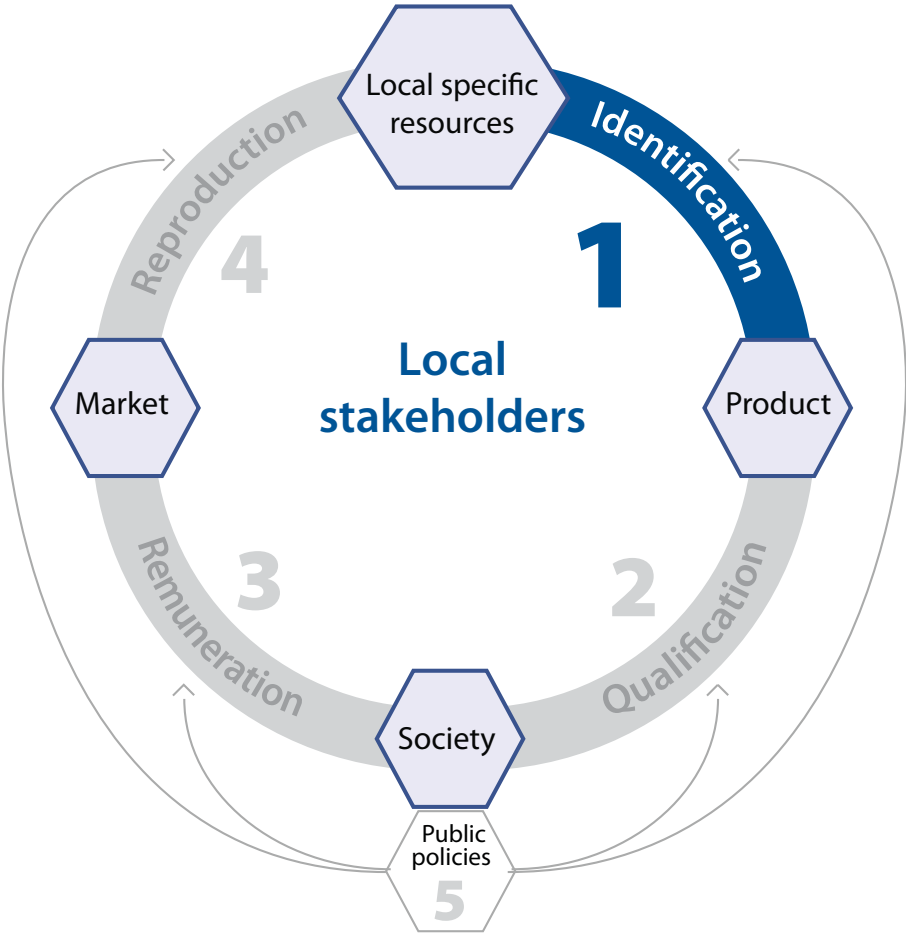 Local specific
resources
Identification
1
Product
Qualification
2
Society
Remuneration
3
Market
Reproduction
4
Local
stakeholders
Public
policies
5